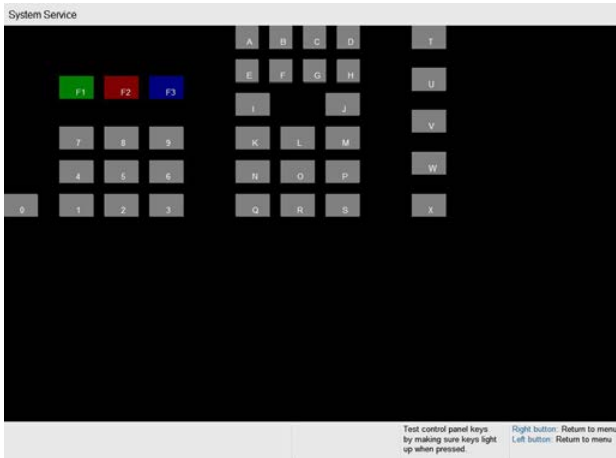 System Service
A B C D T
E F G H U
F1 F2 F3
I J
V
7 8 9 K L M
W
4 5 6 N O P
0 1 2 3 Q R S X
Test control panel keys
by making sure keys light
up when pressed.
Right button: Return to menu
Left button: Return to menu